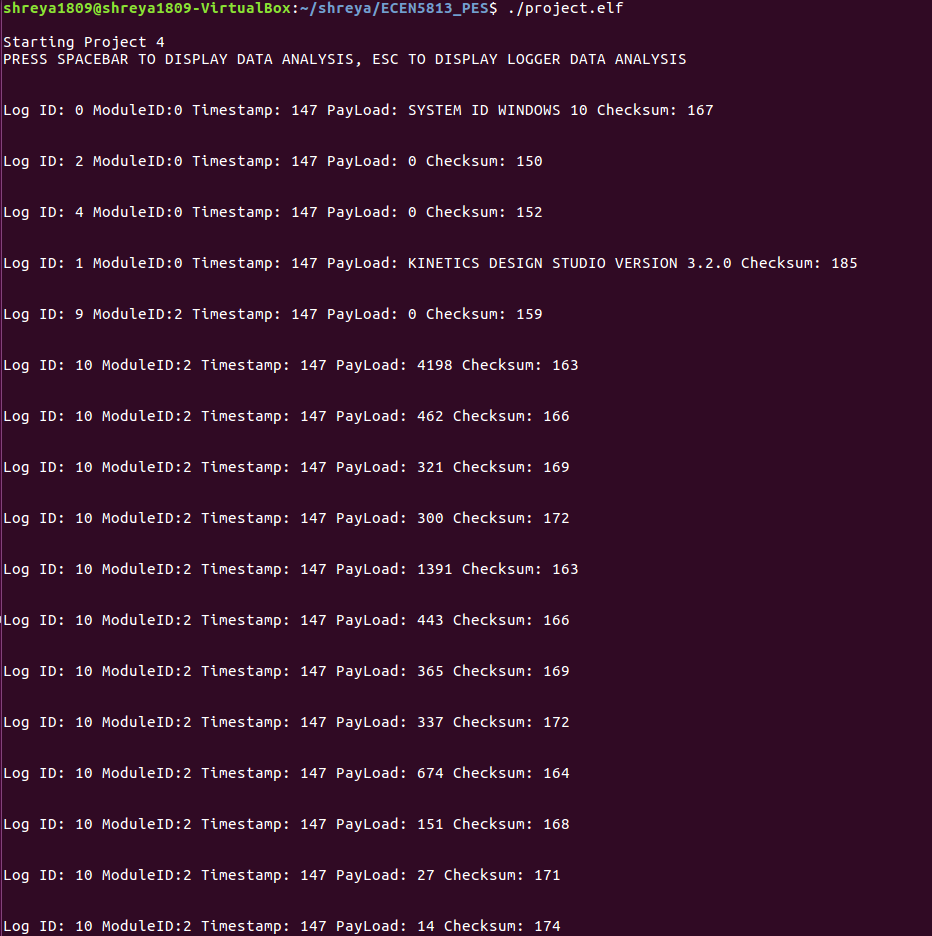 shreya1809@shreya1809-VirtualBox:~/shreya/ECEN5813_PES$ ./project.elf
Starting Project 4
PRESS SPACEBAR TO DISPLAY DATA ANALYSIS, ESC TO DISPLAY LOGGER DATA ANALYSIS
Log ID: 0 ModuleID:0 Timestamp: 147 PayLoad: SYSTEM ID WINDOWS 10 Checksum: 167
Log ID: 2 ModuleID:0 Timestamp: 147 PayLoad: 0 Checksum: 150
Log ID: 4 ModuleID:0 Timestamp: 147 PayLoad: 0 Checksum: 152
Log ID: 1 ModuleID:0 Timestamp: 147 PayLoad: KINETICS DESIGN STUDIO VERSION 3.2.0 Checksum: 185
Log ID: 9 ModuleID:2 Timestamp: 147 PayLoad: 0 Checksum: 159
Log ID: 10 ModuleID:2 Timestamp: 147 PayLoad: 4198 Checksum: 163
Log ID: 10 ModuleID:2 Timestamp: 147 PayLoad: 462 Checksum: 166
Log ID: 10 ModuleID:2 Timestamp: 147 PayLoad: 321 Checksum: 169
Log ID: 10 ModuleID:2 Timestamp: 147 PayLoad: 300 Checksum: 172
Log ID: 10 ModuleID:2 Timestamp: 147 PayLoad: 1391 Checksum: 163
Log ID: 10 ModuleID:2 Timestamp: 147 PayLoad: 443 Checksum: 166
Log ID: 10 ModuleID:2 Timestamp: 147 PayLoad: 365 Checksum: 169
Log ID: 10 ModuleID:2 Timestamp: 147 PayLoad: 337 Checksum: 172
Log ID: 10 ModuleID:2 Timestamp: 147 PayLoad: 674 Checksum: 164
Log ID: 10 ModuleID:2 Timestamp: 147 PayLoad: 151 Checksum: 168
Log ID: 10 ModuleID:2 Timestamp: 147 PayLoad: 27 Checksum: 171
Log ID: 10 ModuleID:2 Timestamp: 147 PayLoad: 14 Checksum: 174